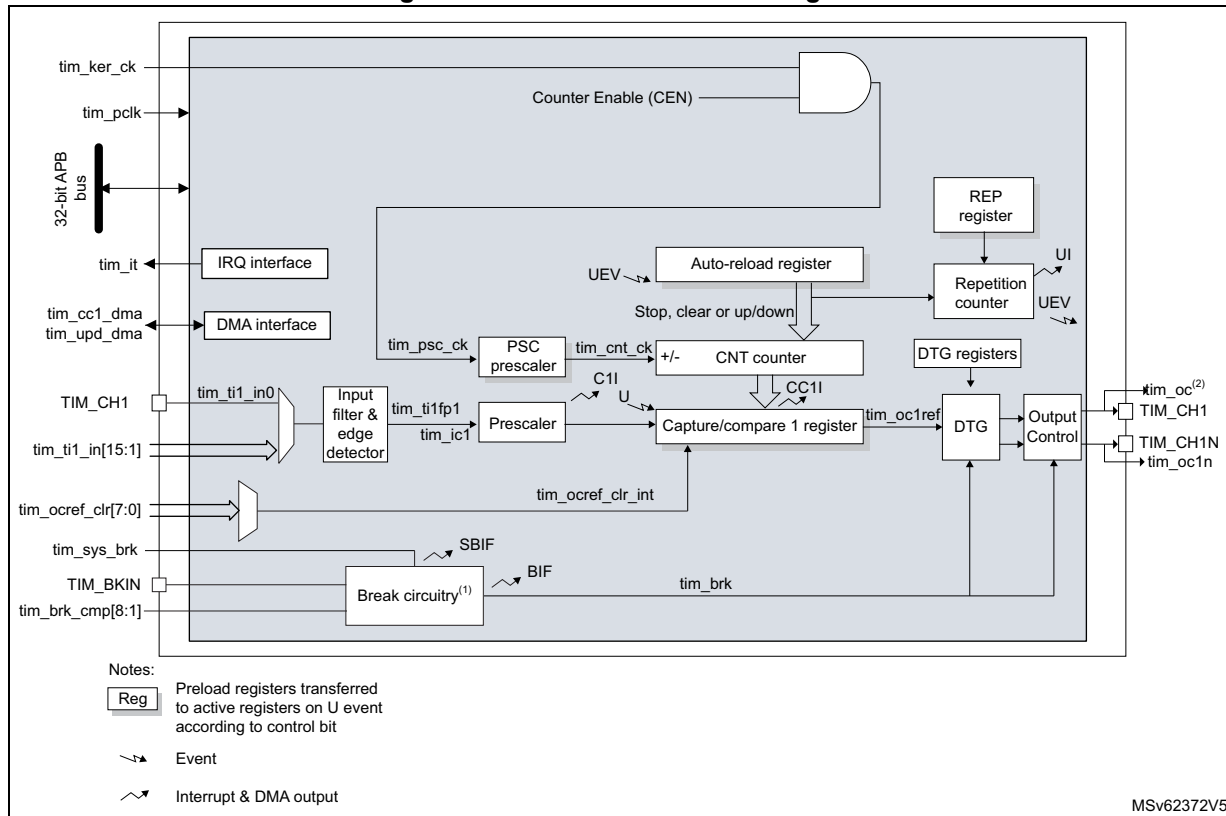 tim_ker_ck
Counter Enable (CEN)
tim_pclk
32-bit APB
bus
REP
register
tim_it
IRQ interface
Auto-reload register
UEV
UI
Repetition
counter
UEV
Stop, clear or up/down
tim_cc1_dma
tim_upd_dma
DMA interface
tim_psc_ck
PSC
prescaler
tim_cnt_ck
+/-
CNT counter
DTG registers
TIM_CH1
tim_ti1_in0
tim_ti1_in[15:1]
Input
filter &
edge
detector
tim_ti1fp1
tim_ic1
Prescaler
C1I
U
CC1I
Capture/compare 1 register
tim_oc1ref
DTG
Output
Control
tim_oc(2)
TIM_CH1
TIM_CH1N
tim_oc1n
tim_ocref_clr[7:0]
tim_ocref_clr_int
tim_sys_brk
SBIF
TIM_BKIN
BIF
tim_brk_cmp[8:1]
Break circuitry(1)
tim_brk
Notes:
Reg
Preload registers transferred
to active registers on U event
according to control bit
Event
Interrupt & DMA output
MSv62372V5